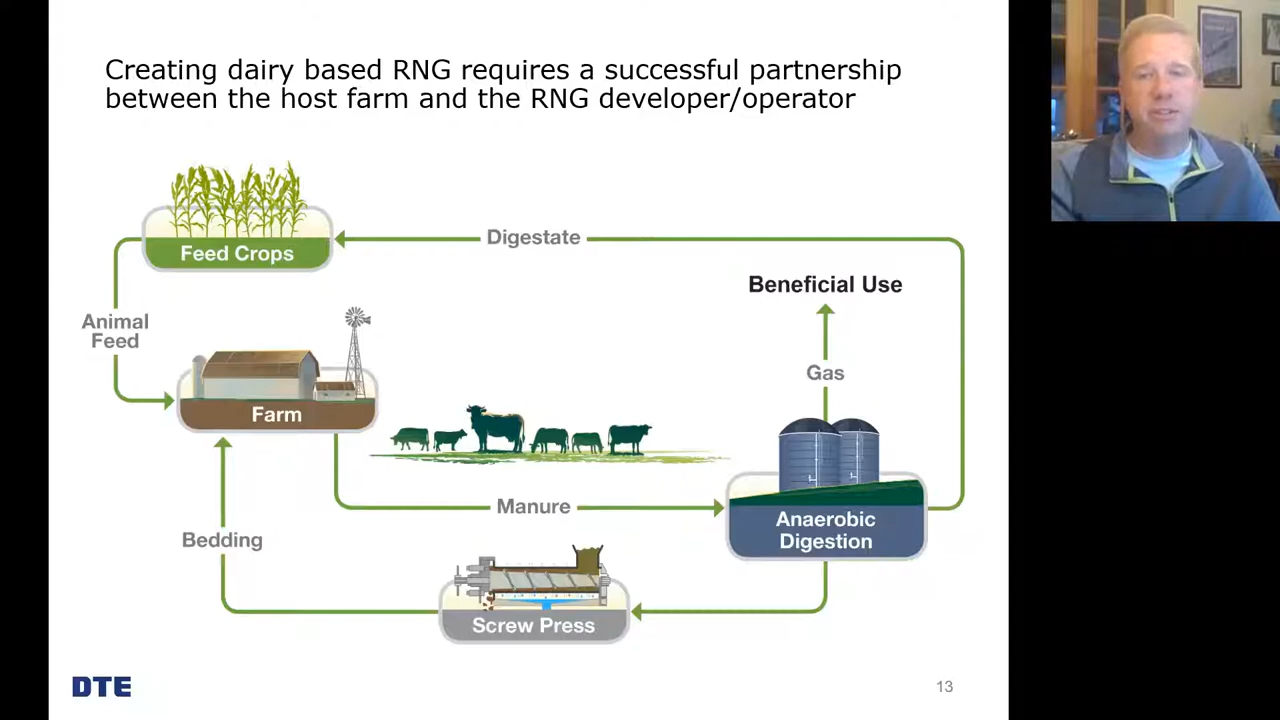 Creating dairy based RNG requires a successful partnership
between the host farm and the RNG developer/operator
Digestate
Feed Crops
Beneficial Use
Animal
Feed
Gas
Farm
Manure
Anaerobic
Digestion
Bedding
Screw Press
DTE
13